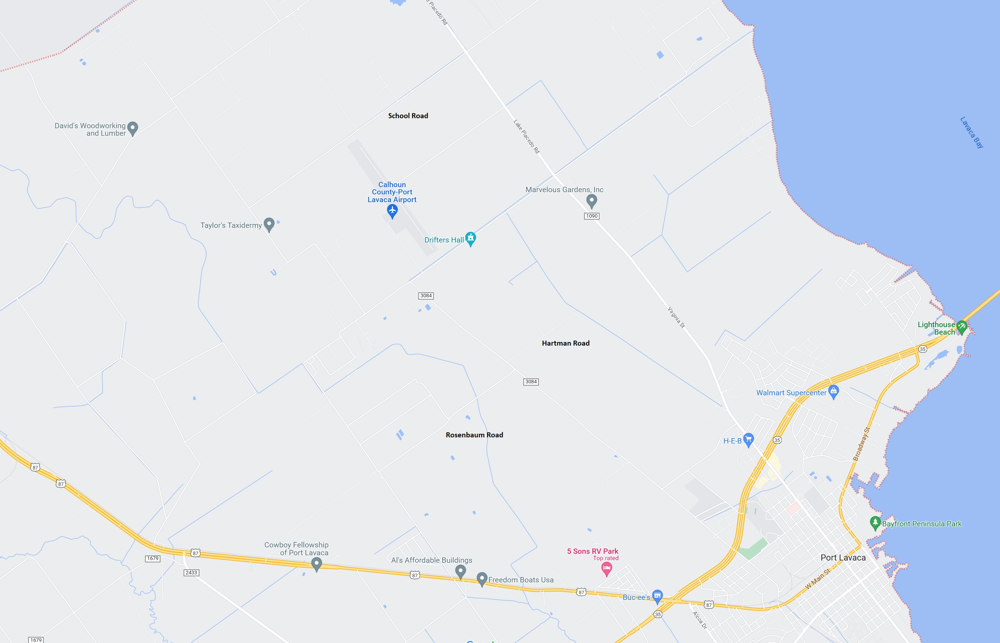 e Placedo Rd
School Road
David's Woodworking
and Lumber
Lake Placedo Rd
Lavaca Bay
Calhoun
County-Port
Lavaca Airport
Marvelous Gardens, Inc
1090
Taylor's Taxidermy
Drifters Hall
3084
Virginia St
Lighthouse
Beach
Hartman Road
35
3084
Walmart Supercenter
Rosenbaum Road
H-E-B
35
Broadway St
87
87
Bayfront Peninsula Park
Cowboy Fellowship
of Port Lavaca
87
1679
2433
Al's Affordable Buildings
5 Sons RV Park
Top rated
Port Lavaca
87
Freedom Boats Usa
W Main St
87
Buc-ee's
87
35
Alcoa Dr
1679